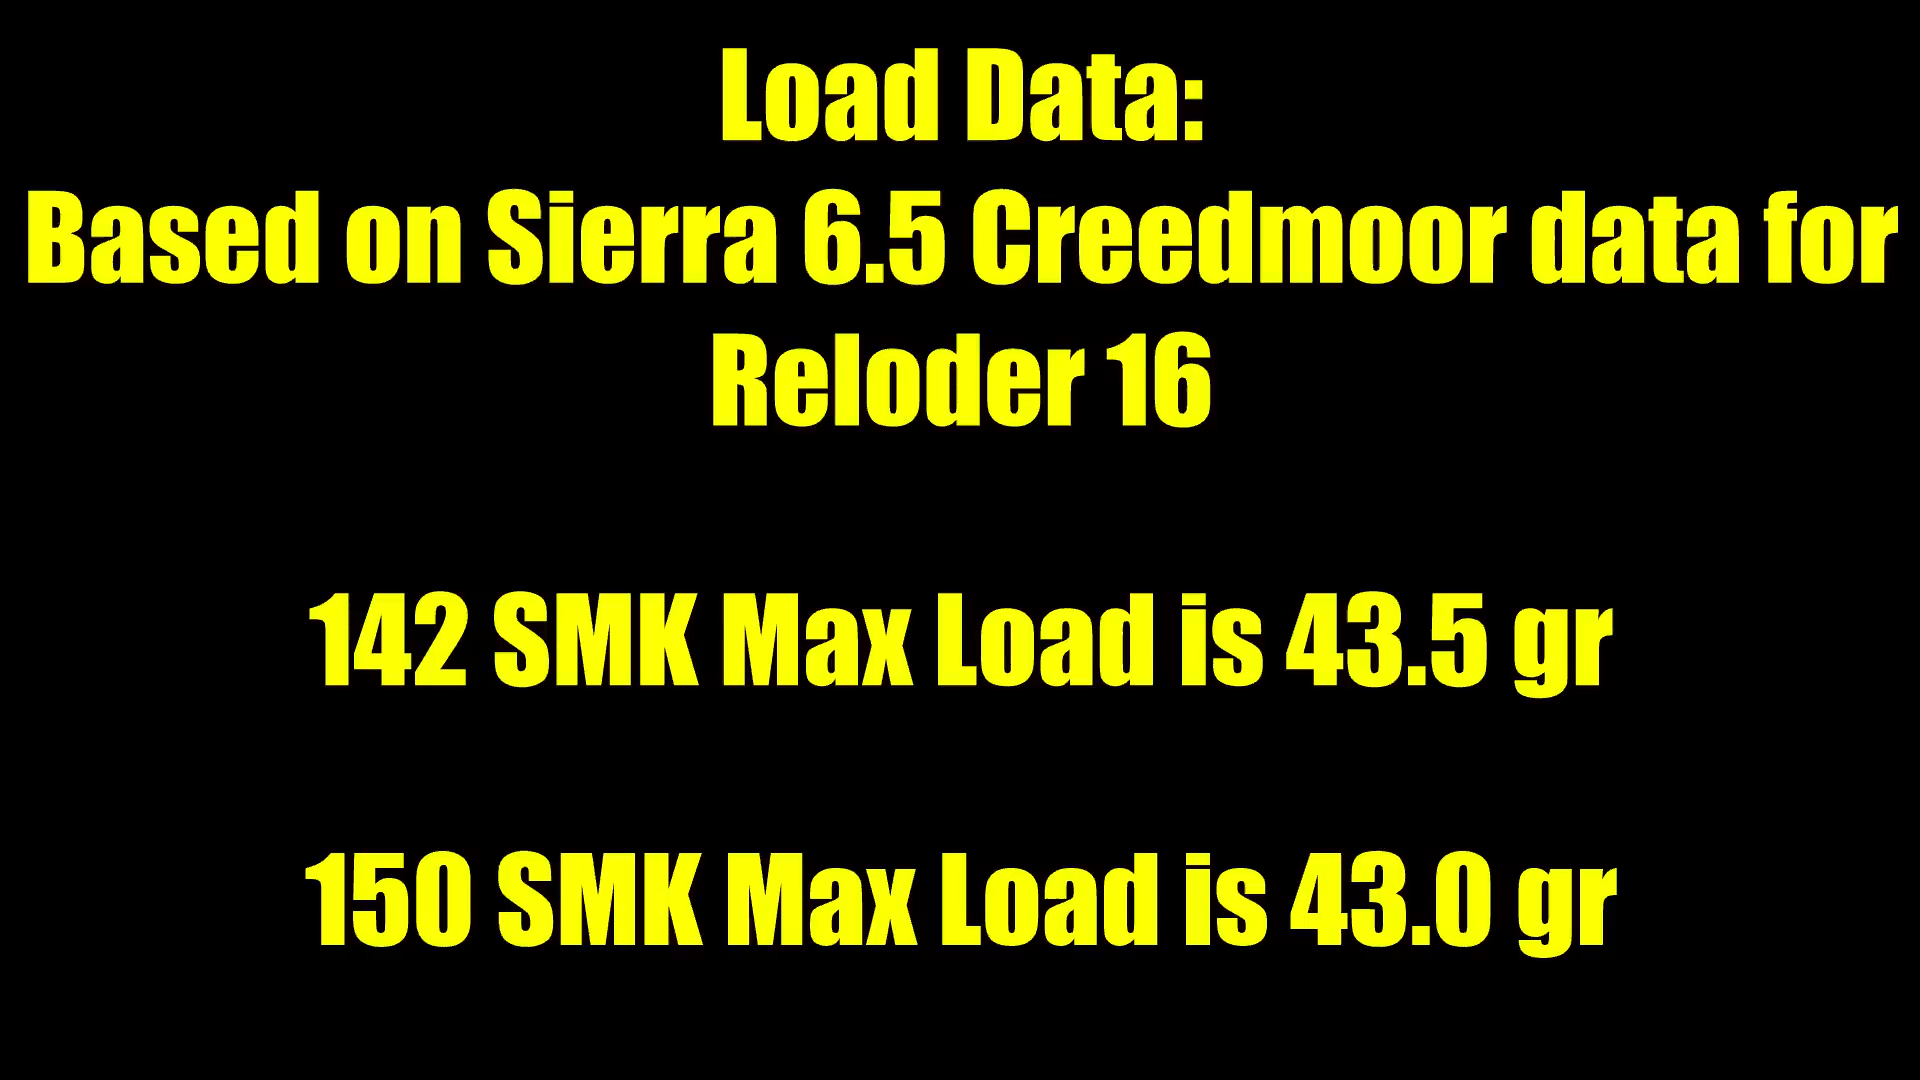 Load Data:
Based on Sierra 6.5 Creedmoor data for
Reloder 16
142 SMK Max Load is 43.5 gr
150 SMK Max Load is 43.0 gr